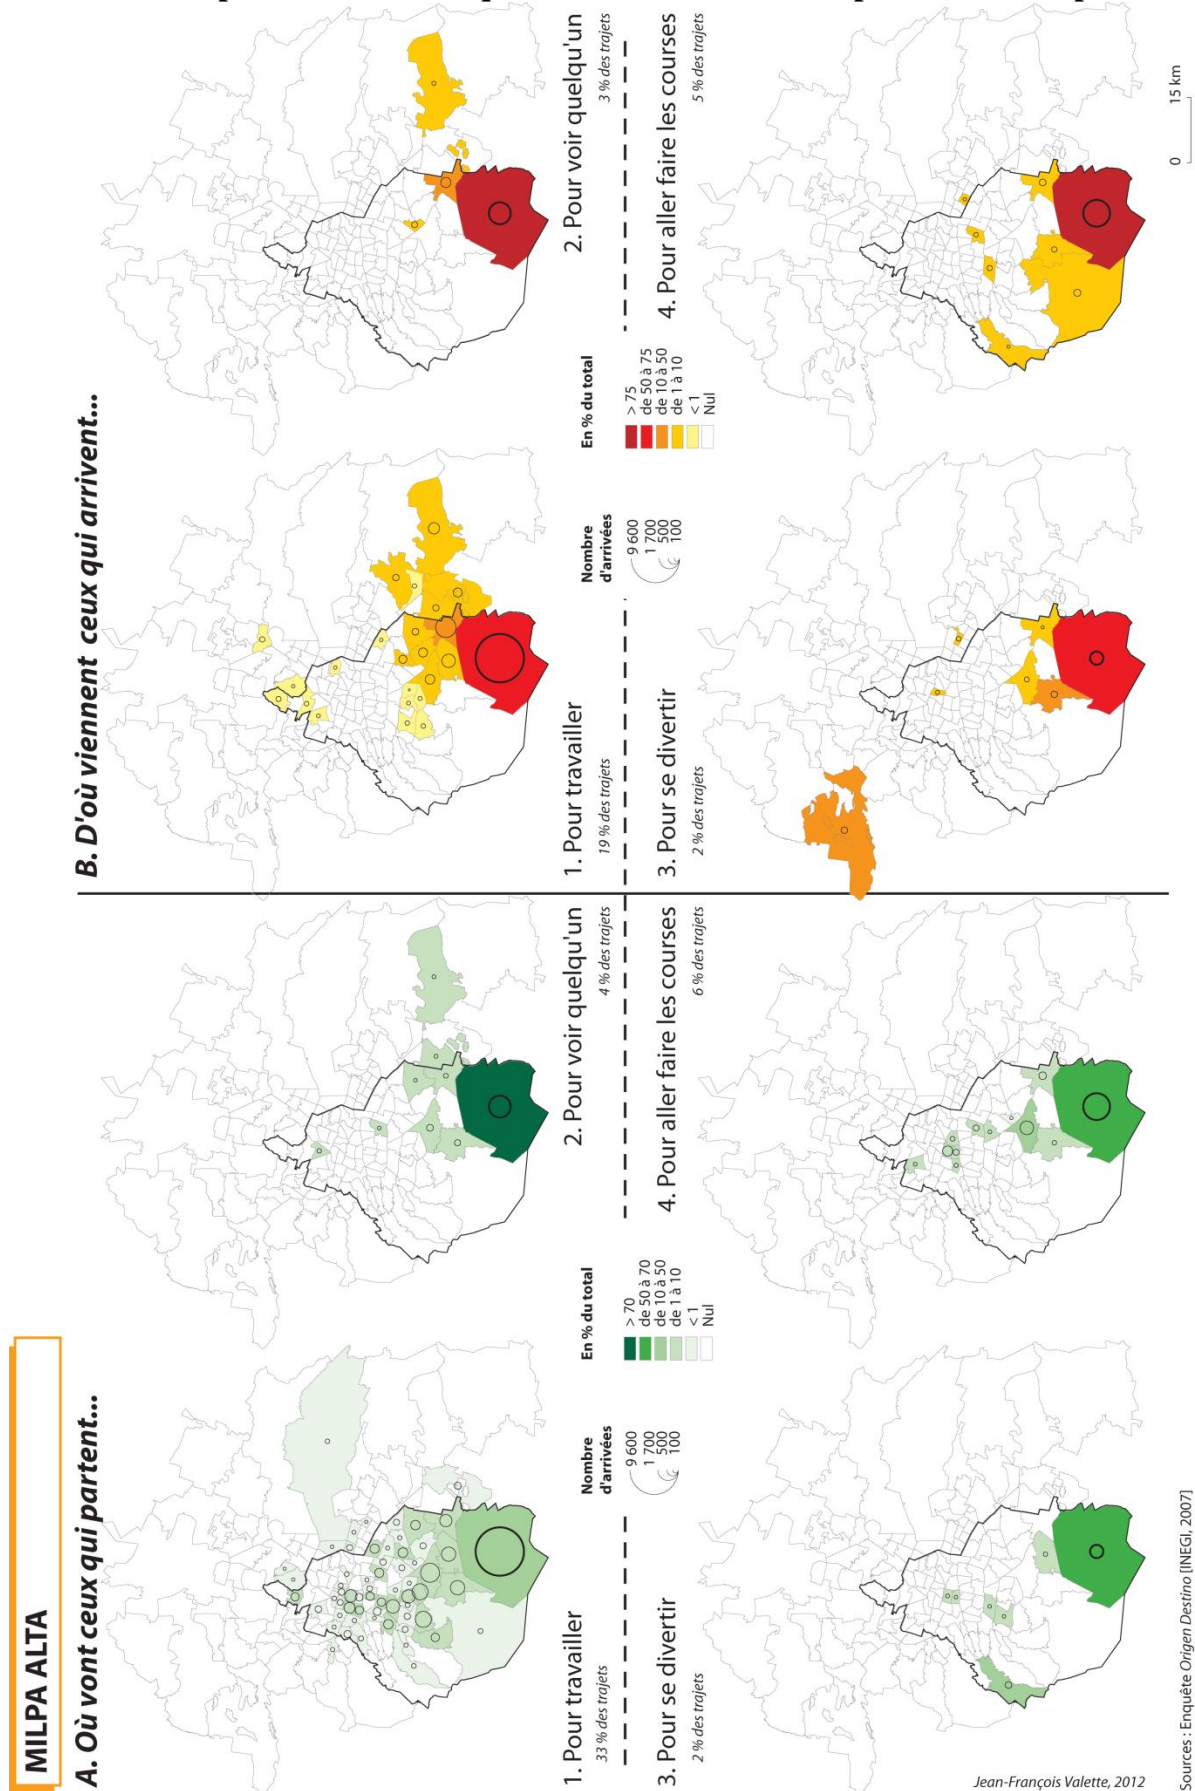 MILPA ALTA
A. Où vont ceux qui partent...
1. Pour travailler
33 % des trajets
2. Pour voir quelqu'un
4 % des trajets
3. Pour se divertir
2 % des trajets
4. Pour aller faire les courses
6 % des trajets
Nombre
d'arrivées
9 600
1 700
500
100
En % du total
> 70
de 50 à 70
de 10 à 50
de 1 à 10
< 1
Nul
B. D'où viennent ceux qui arrivent...
1. Pour travailler
19 % des trajets
2. Pour voir quelqu'un
3 % des trajets
3. Pour se divertir
2 % des trajets
4. Pour aller faire les courses
5 % des trajets
Nombre
d'arrivées
9 600
1 700
500
100
En % du total
> 75
de 50 à 75
de 10 à 50
de 1 à 10
< 1
Nul
0 15 km
Jean-François Valette, 2012
Sources : Enquête Origen Destino [INEGI, 2007]